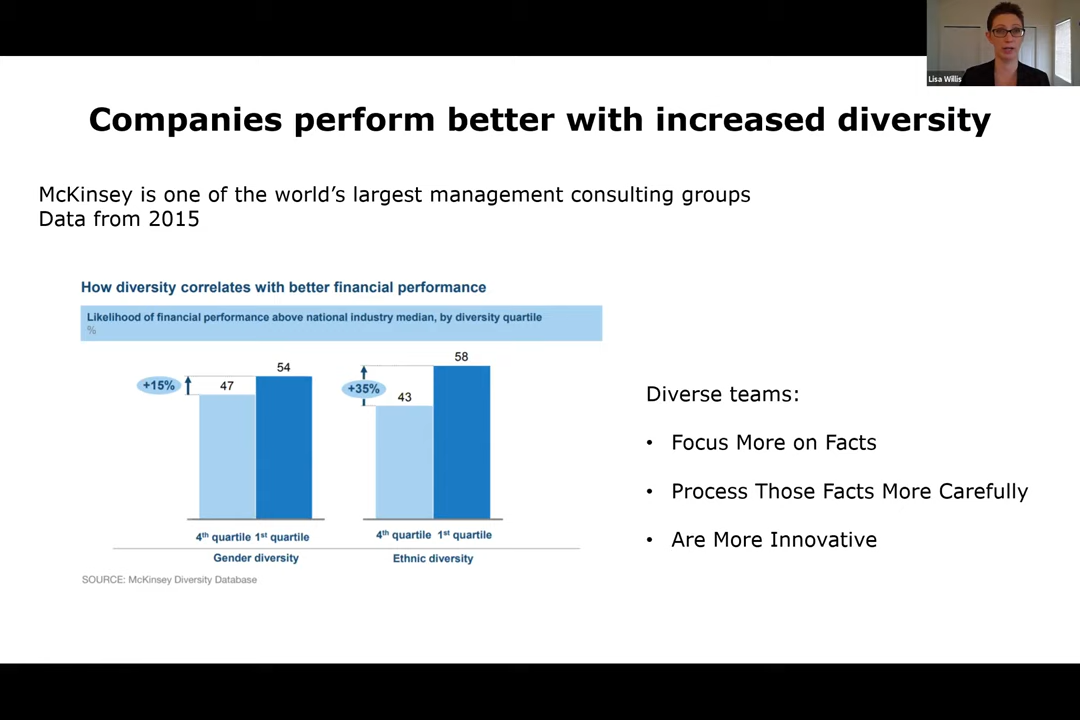 Lisa Willis
Companies perform better with increased diversity
McKinsey is one of the world’s largest management consulting groups
Data from 2015
How diversity correlates with better financial performance
Likelihood of financial performance above national industry median, by diversity quartile
%
+15%
47
54
+35%
43
58
4th quartile 1st quartile
Gender diversity
4th quartile 1st quartile
Ethnic diversity
SOURCE: McKinsey Diversity Database
Diverse teams:
• Focus More on Facts
• Process Those Facts More Carefully
• Are More Innovative